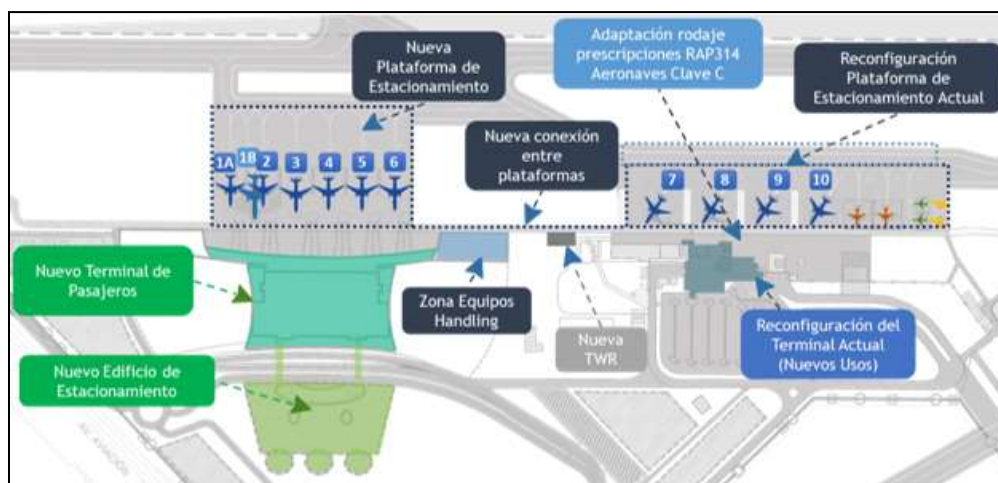 Nueva
Plataforma de
Estacionamiento
Adaptación rodaje
prescripciones RAP314
Aeronaves Clave C
Reconfiguración
Plataforma de
Estacionamiento Actual
Nueva conexión
entre
plataformas
1A
1B
2
3
4
5
6
7
8
9
10
Nuevo Terminal de
Pasajeros
Zona Equipos
Handling
Nueva
TWR
Reconfiguración del
Terminal Actual
(Nuevos Usos)
Nuevo Edificio de
Estacionamiento
AV. AVIACIÓN